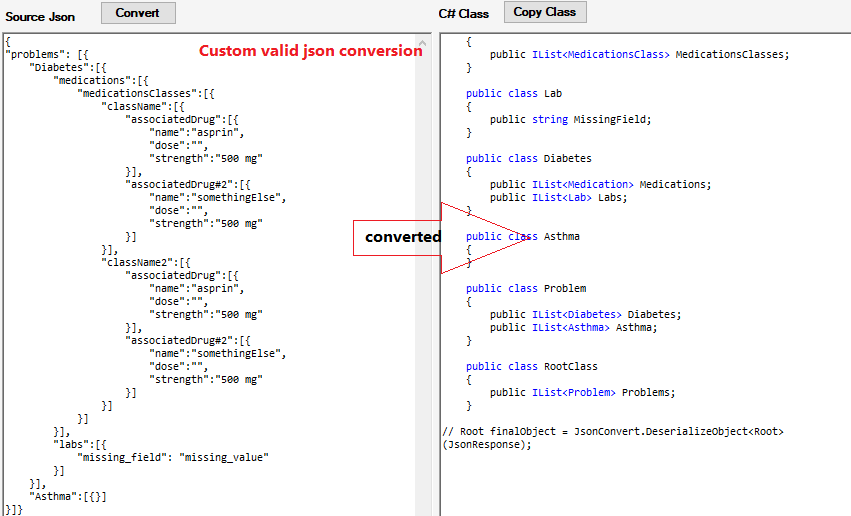 Source Json
Convert
C# Class
Copy Class
Custom valid json conversion
{
"problems": [{
    "Diabetes":[{
        "medications":[{
            "medicationsClasses":[{
                "className":[{
                    "associatedDrug":[{
                        "name":"asprin",
                        "dose":"",
                        "strength":"500 mg"
                    }],
                    "associatedDrug#2":[{
                        "name":"somethingElse",
                        "dose":"",
                        "strength":"500 mg"
                    }]
                }],
                "className2":[{
                    "associatedDrug":[{
                        "name":"asprin",
                        "dose":"",
                        "strength":"500 mg"
                    }],
                    "associatedDrug#2":[{
                        "name":"somethingElse",
                        "dose":"",
                        "strength":"500 mg"
                    }]
                }]
            }]
        }],
        "labs":[{
            "missing_field": "missing_value"
        }]
    }],
    "Asthma":[{}]
}]}
converted
    {
        public IList<MedicationsClass> MedicationsClasses;
    }
    public class Lab
    {
        public string MissingField;
    }
    public class Diabetes
    {
        public IList<Medication> Medications;
        public IList<Lab> Labs;
    }
    public class Asthma
    {
    }
    public class Problem
    {
        public IList<Diabetes> Diabetes;
        public IList<Asthma> Asthma;
    }
    public class RootClass
    {
        public IList<Problem> Problems;
    }
// Root finalObject = JsonConvert.DeserializeObject<Root>
(JsonResponse);